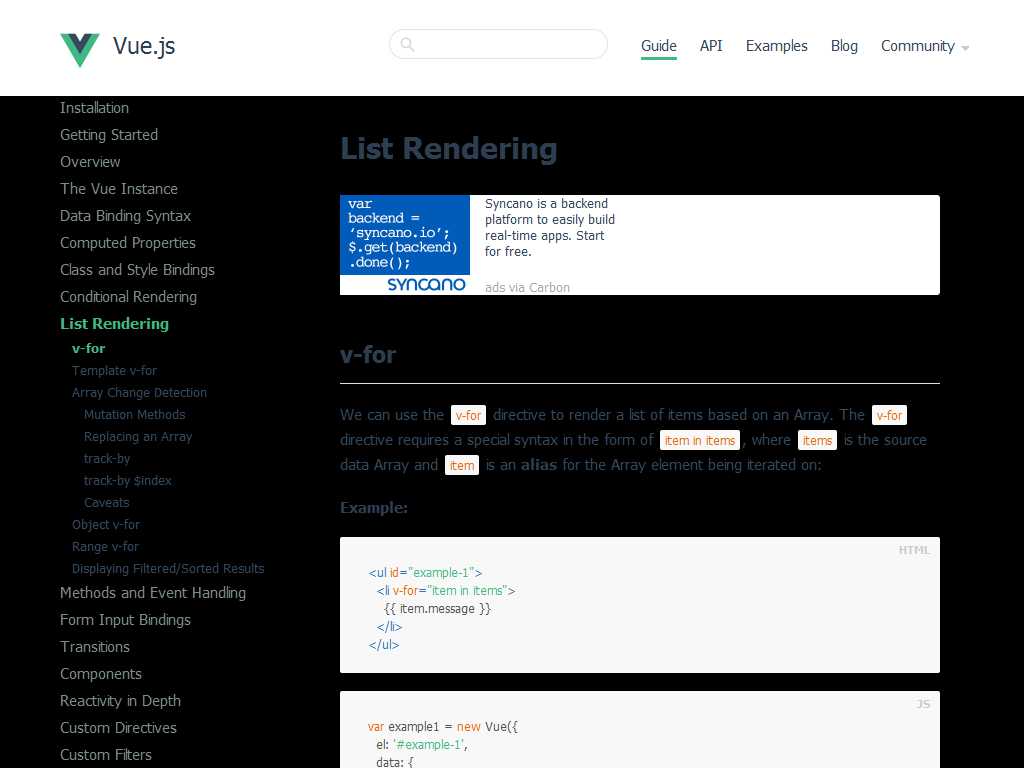 Vue.js
Guide
API
Examples
Blog
Community
Installation
Getting Started
Overview
The Vue Instance
Data Binding Syntax
Computed Properties
Class and Style Bindings
Conditional Rendering
List Rendering
v-for
Template v-for
Array Change Detection
Mutation Methods
Replacing an Array
track-by
track-by $index
Caveats
Object v-for
Range v-for
Displaying Filtered/Sorted Results
Methods and Event Handling
Form Input Bindings
Transitions
Components
Reactivity in Depth
Custom Directives
Custom Filters
List Rendering
var
backend =
‘syncano.io’;
$.get(backend)
.done();
SYNCANO
Syncano is a backend
platform to easily build
real-time apps. Start
for free.
ads via Carbon
v-for
We can use the v-for directive to render a list of items based on an Array. The v-for
directive requires a special syntax in the form of item in items, where items is the source
data Array and item is an alias for the Array element being iterated on:
Example:
HTML
<ul id="example-1">
<li v-for="item in items">
{{ item.message }}
</li>
</ul>
JS
var example1 = new Vue({
el: '#example-1',
data: {